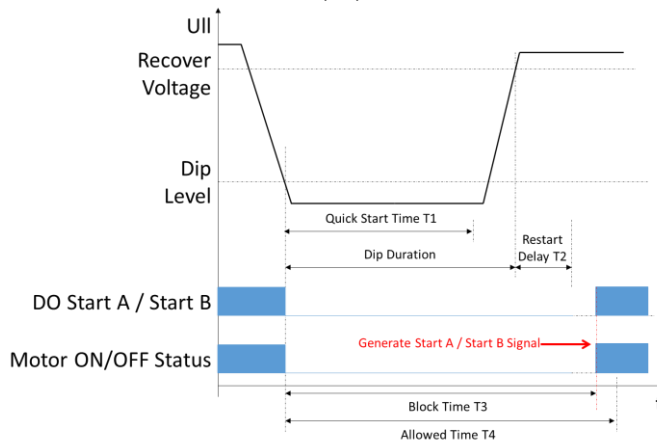 Ull
Recover
Voltage
Dip
Level
Quick Start Time T1
Restart
Delay T2
Dip Duration
DO Start A / Start B
Generate Start A / Start B Signal
Motor ON/OFF Status
Block Time T3
Allowed Time T4